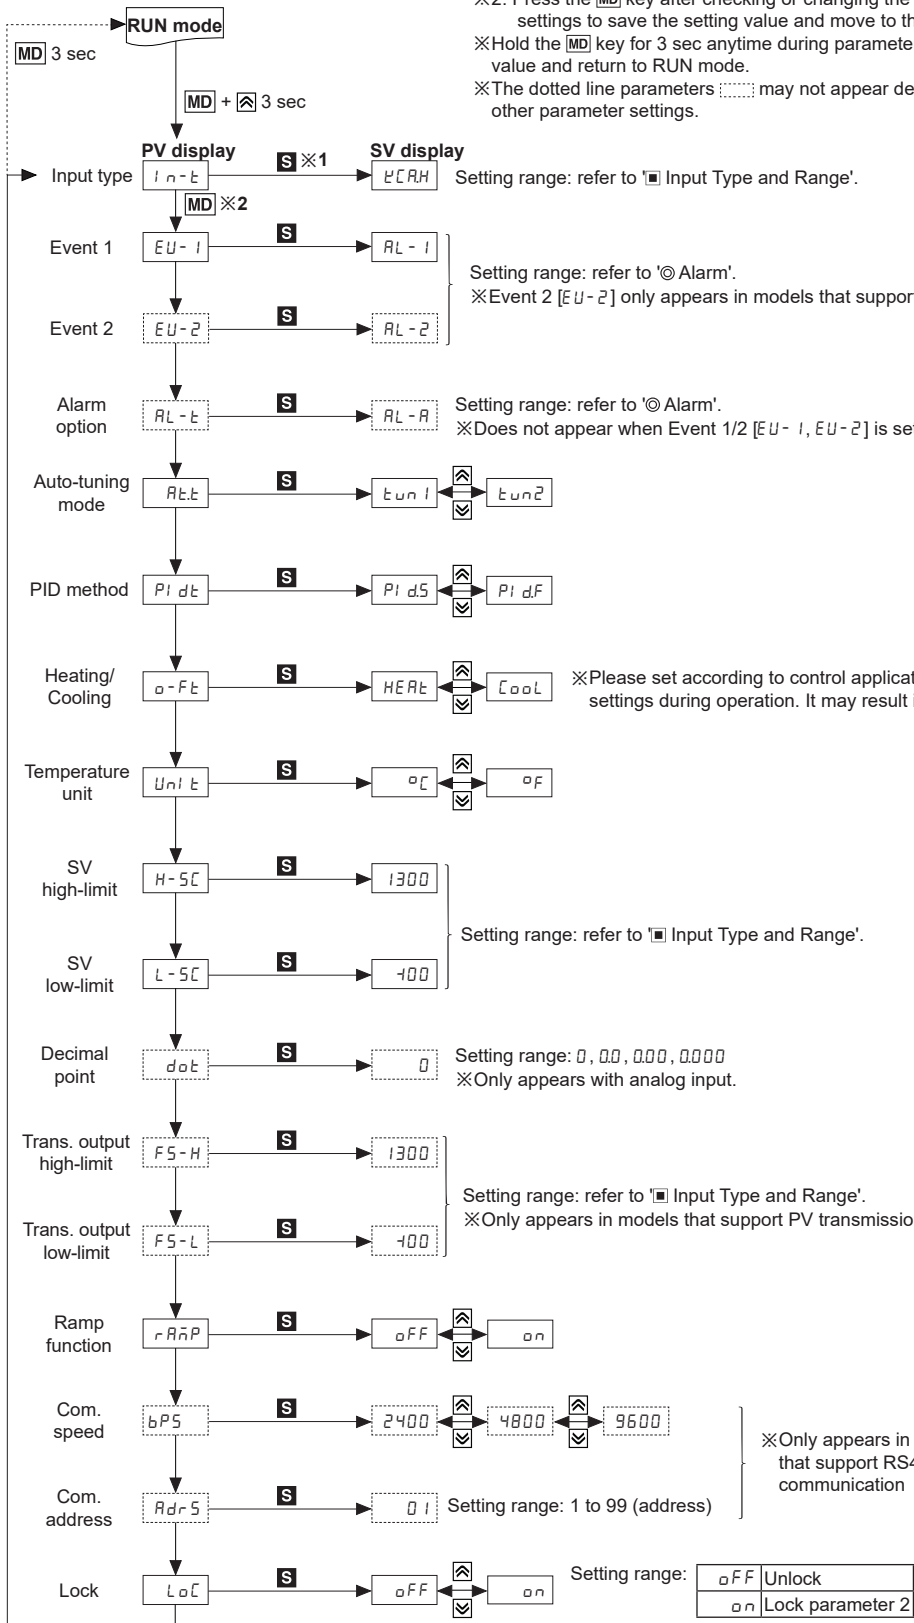 ※2: Press the MD key after checking or changing the
settings to save the setting value and move to th
RUN mode
MD 3 sec
※Hold the MD key for 3 sec anytime during paramete
value and return to RUN mode.
※The dotted line parameters may not appear de
other parameter settings.
MD + 3 sec
PV display
SV display
Input type In-t S ※1 KCA.H Setting range: refer to '▣ Input Type and Range'.
MD ※2
Event 1 EU-1 S AL-1
Setting range: refer to '◎ Alarm'.
※Event 2 [EU-2] only appears in models that suppor
Event 2 EU-2 S AL-2
Alarm
option
AL-t S AL-A
Setting range: refer to '◎ Alarm'.
※Does not appear when Event 1/2 [EU-1, EU-2] is se
Auto-tuning
mode
At.t S tun1 tun2
PID method PIdt S PId.S PId.F
Heating/
Cooling
o-Ft S HEAt CooL
※Please set according to control applicat
settings during operation. It may result i
Temperature
unit
UnIt S °C °F
SV
high-limit
H-SC S 1300
Setting range: refer to '▣ Input Type and Range'.
SV
low-limit
L-SC S -100
Decimal
point
dot S 0
Setting range: 0, 0.0, 0.00, 0.000
※Only appears with analog input.
Trans. output
high-limit
FS-H S 1300
Setting range: refer to '▣ Input Type and Range'.
※Only appears in models that support PV transmissio
Trans. output
low-limit
FS-L S -100
Ramp
function
rAmP S oFF on
Com.
speed
bPS S 2400 4800 9600
※Only appears in
that support RS4
communication
Com.
address
AdrS S 01 Setting range: 1 to 99 (address)
Lock LoC S oFF on
Setting range:
oFF Unlock
on Lock parameter 2